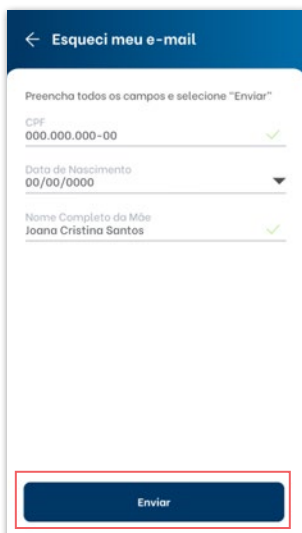 Esqueci meu e-mail
Preencha todos os campos e selecione "Enviar"
CPF
000.000.000-00
Data de Nascimento
00/00/0000
Nome Completo da Mãe
Joana Cristina Santos
Enviar